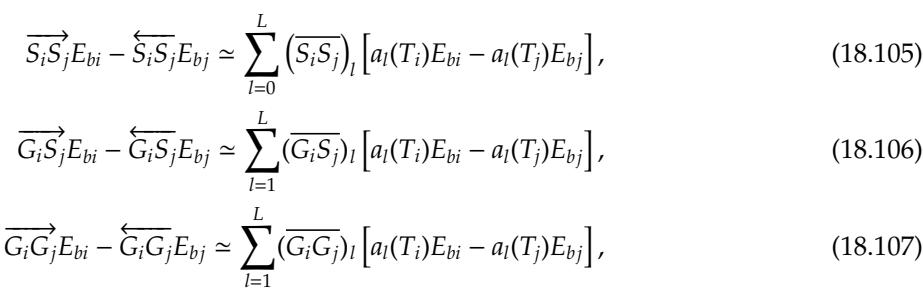 $\overrightarrow{S_iS_j}E_{bi} - \overleftarrow{S_iS_j}E_{bj} \simeq \sum_{l=0}^{L} \left(\overline{S_iS_j}\right)_l \left[a_l(T_i)E_{bi} - a_l(T_j)E_{bj}\right],$ (18.105)
$\overrightarrow{G_iS_j}E_{bi} - \overleftarrow{G_iS_j}E_{bj} \simeq \sum_{l=1}^{L} (\overline{G_iS_j})_l \left[a_l(T_i)E_{bi} - a_l(T_j)E_{bj}\right],$ (18.106)
$\overrightarrow{G_iG_j}E_{bi} - \overleftarrow{G_iG_j}E_{bj} \simeq \sum_{l=1}^{L} (\overline{G_iG_j})_l \left[a_l(T_i)E_{bi} - a_l(T_j)E_{bj}\right],$ (18.107)